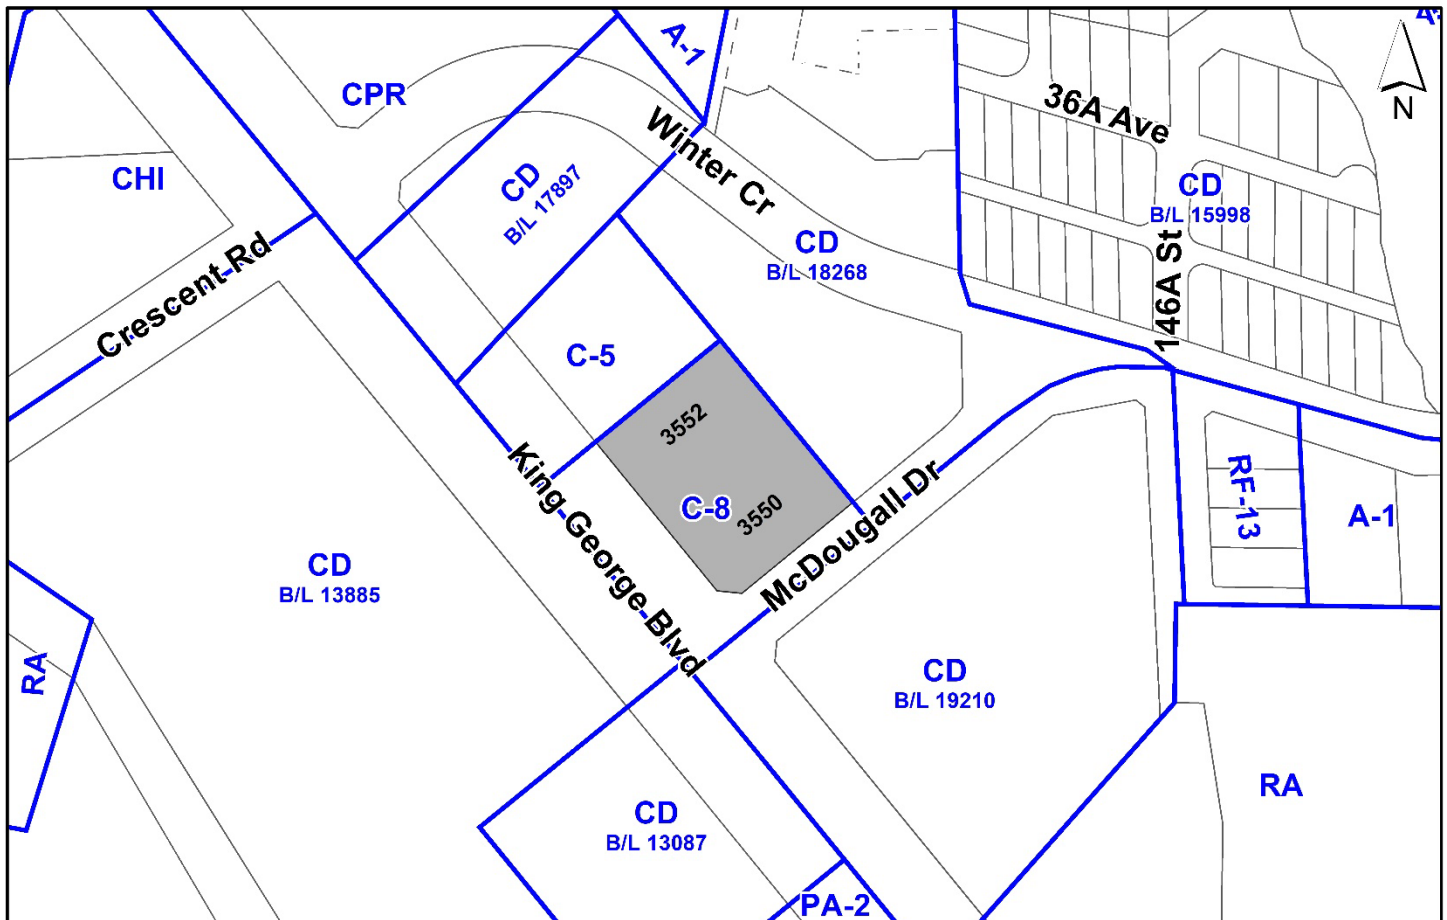 A-1
CPR
36A Ave
N
Winter Cr
CHI
CD
B/L 17897
CD
B/L 15998
CD
B/L 18268
146A St
Crescent Rd
C-5
3552
C-8
3550
King George Blvd
McDougall Dr
RF-13
A-1
CD
B/L 13885
RA
CD
B/L 19210
RA
CD
B/L 13087
PA-2